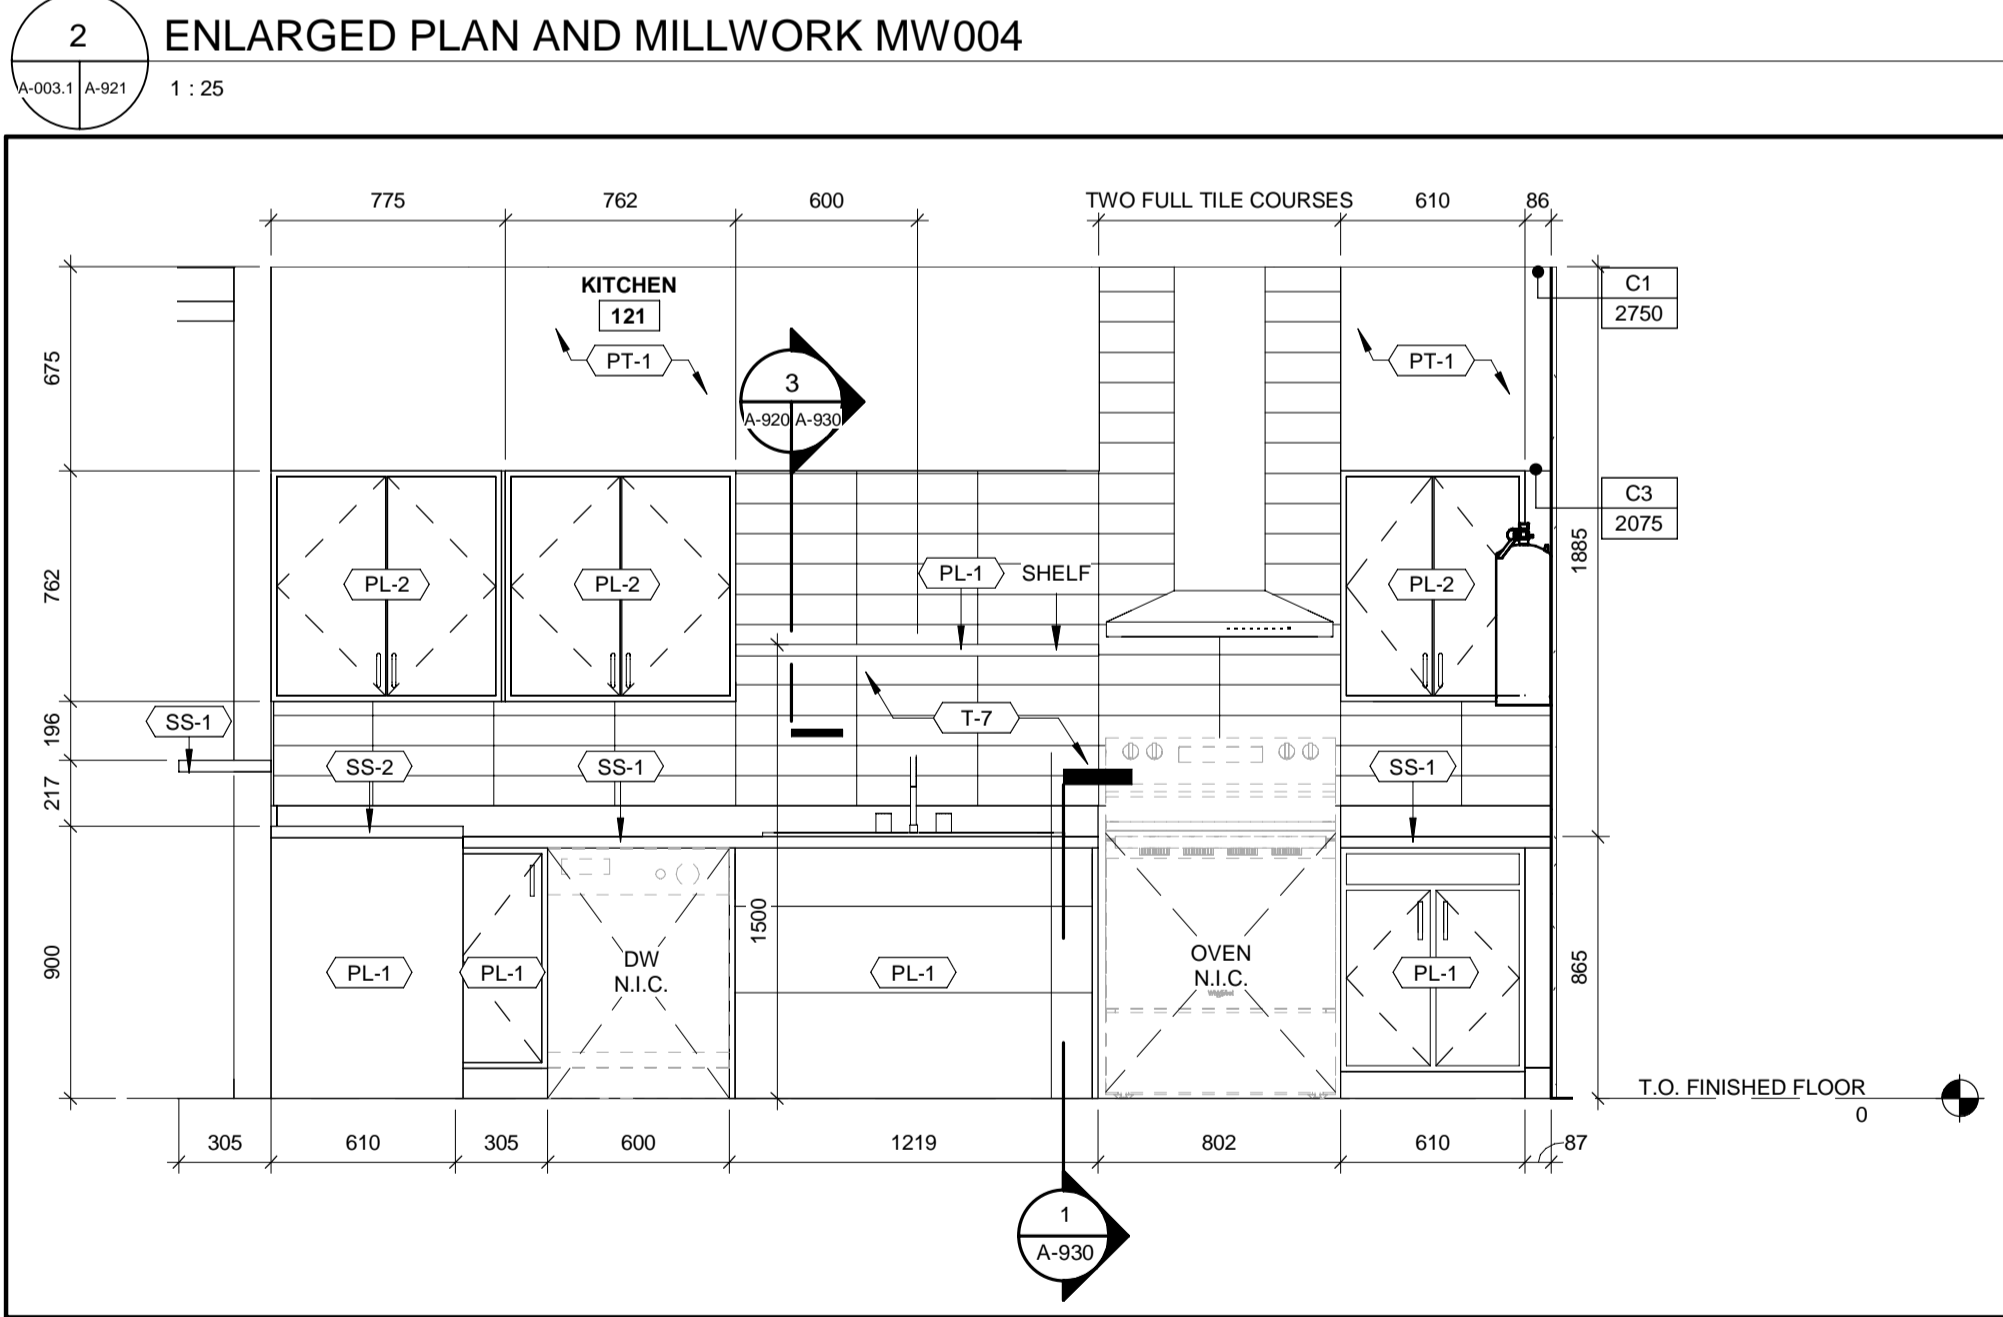 2
ENLARGED PLAN AND MILLWORK MW004
A-003.1 A-921
1 : 25
775 762 600 TWO FULL TILE COURSES 610 86
KITCHEN
121
C1
2750
PT-1
PT-1
675
3
A-920 A-930
C3
2075
1885
762
PL-2
PL-2
PL-1 SHELF
PL-2
196
SS-1
T-7
SS-2
SS-1
SS-1
217
1500
900
PL-1
PL-1
DW
N.I.C.
PL-1
OVEN
N.I.C.
Whirlpool
PL-1
865
T.O. FINISHED FLOOR
0
305 610 305 600 1219 802 610 87
1
A-930